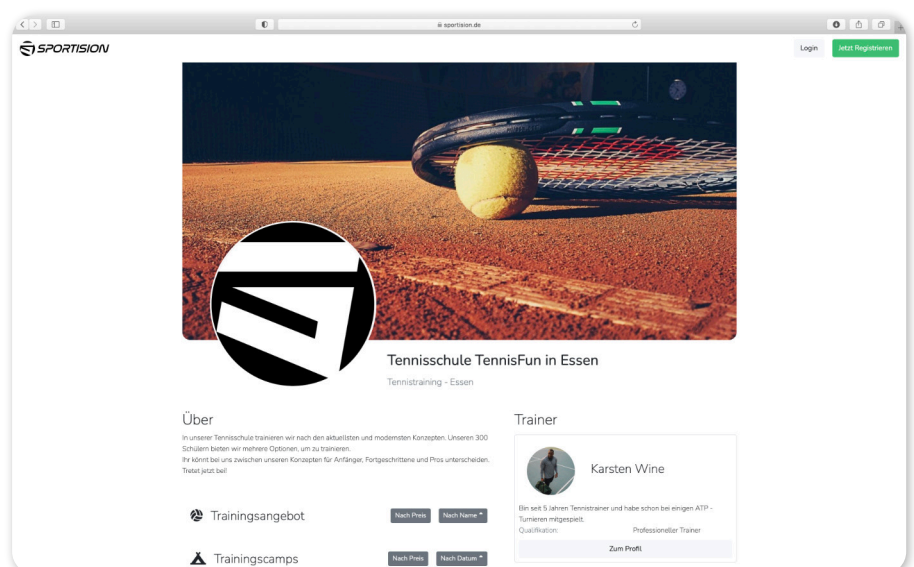 sportision.de
SPORTISION
Login
Jetzt Registrieren
Tennisschule TennisFun in Essen
Tennistraining - Essen
Über
In unserer Tennisschule trainieren wir nach den aktuellsten und modernsten Konzepten. Unseren 300
Schülern bieten wir mehrere Optionen, um zu trainieren.
Ihr könnt bei uns zwischen unseren Konzepten für Anfänger, Fortgeschrittene und Pros unterscheiden.
Tretet jetzt bei!
Trainingsangebot
Nach Preis
Nach Name
Trainingscamps
Nach Preis
Nach Datum
Trainer
Karsten Wine
Bin seit 5 Jahren Tennistrainer und habe schon bei einigen ATP -
Turnieren mitgespielt.
Qualifikation: Professioneller Trainer
Zum Profil